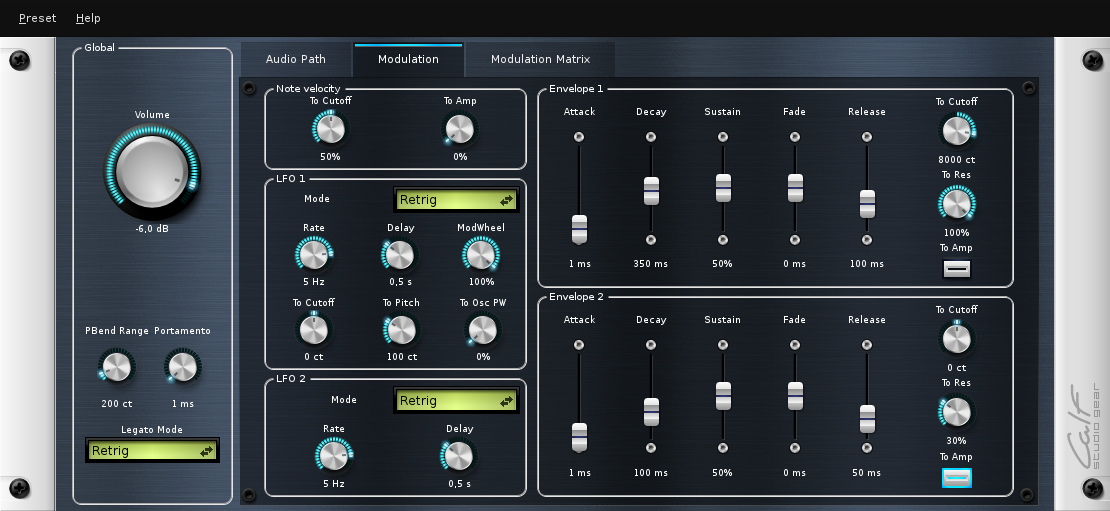 Preset Help
Global
Volume
-6,0 dB
PBend Range Portamento
200 ct 1 ms
Legato Mode
Retrig
Audio Path Modulation Modulation Matrix
Note velocity
To Cutoff To Amp
50% 0%
LFO 1
Mode Retrig
Rate Delay ModWheel
5 Hz 0,5 s 100%
To Cutoff To Pitch To Osc PW
0 ct 100 ct 0%
LFO 2
Mode Retrig
Rate Delay
5 Hz 0,5 s
Envelope 1
Attack Decay Sustain Fade Release
1 ms 350 ms 50% 0 ms 100 ms
To Cutoff
8000 ct
To Res
100%
To Amp
Envelope 2
Attack Decay Sustain Fade Release
1 ms 100 ms 50% 0 ms 50 ms
To Cutoff
0 ct
To Res
30%
To Amp
Calf
studio gear